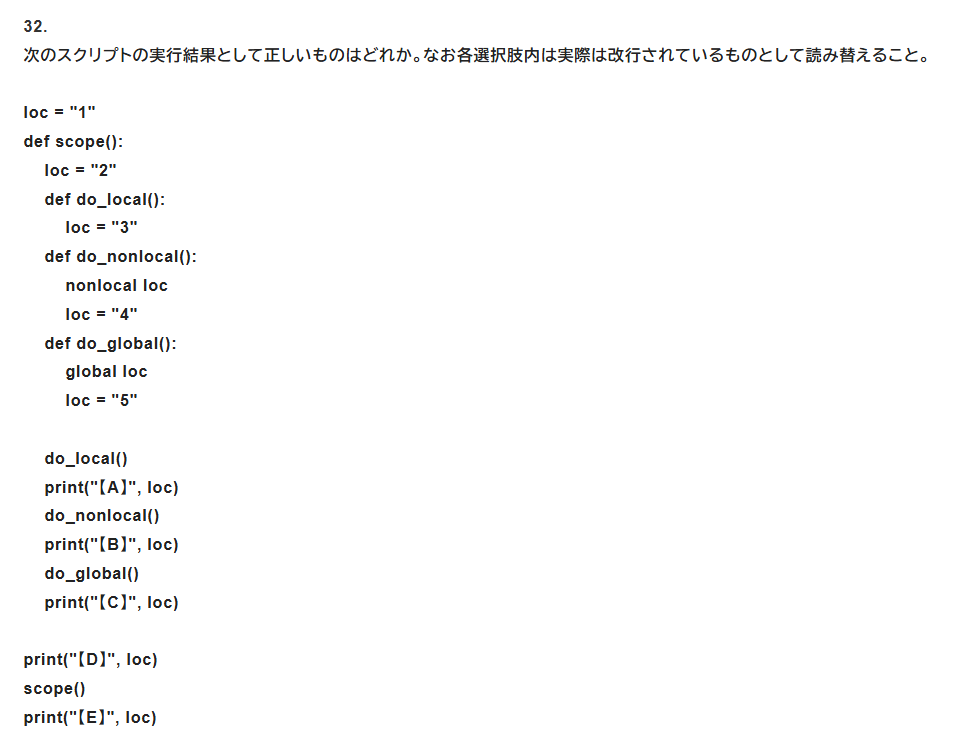 32.
次のスクリプトの実行結果として正しいものはどれか。なお各選択肢内は実際は改行されているものとして読み替えること。
loc = "1"
def scope():
loc = "2"
def do_local():
loc = "3"
def do_nonlocal():
nonlocal loc
loc = "4"
def do_global():
global loc
loc = "5"
do_local()
print("【A】", loc)
do_nonlocal()
print("【B】", loc)
do_global()
print("【C】", loc)
print("【D】", loc)
scope()
print("【E】", loc)